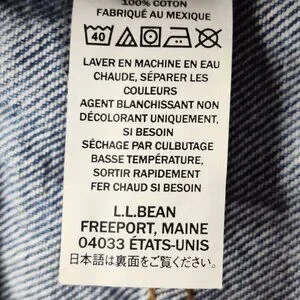 100% COTON
FABRIQUÉ AU MEXIQUE
40
LAVER EN MACHINE EN EAU
CHAUDE, SÉPARER LES
COULEURS
AGENT BLANCHISSANT NON
DÉCOLORANT UNIQUEMENT,
SI BESOIN
SÉCHAGE PAR CULBUTAGE
BASSE TEMPÉRATURE,
SORTIR RAPIDEMENT
FER CHAUD SI BESOIN
L.L.BEAN
FREEPORT, MAINE
04033 ÉTATS-UNIS
日本語は裏面をご覧ください。